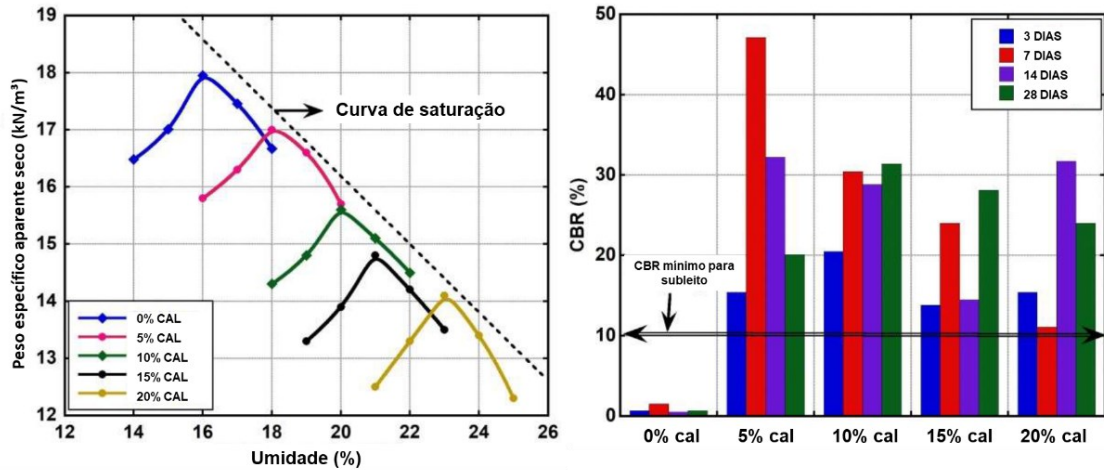 Peso específico aparente seco (kN/m³)
19
18
17
16
15
14
13
12
Curva de saturação
0% CAL
5% CAL
10% CAL
15% CAL
20% CAL
12 14 16 18 20 22 24 26
Umidade (%)
CBR (%)
50%
40
30
20
10
0%
3 DIAS
7 DIAS
14 DIAS
28 DIAS
CBR mínimo para
subleito
0% cal 5% cal 10% cal 15% cal 20% cal